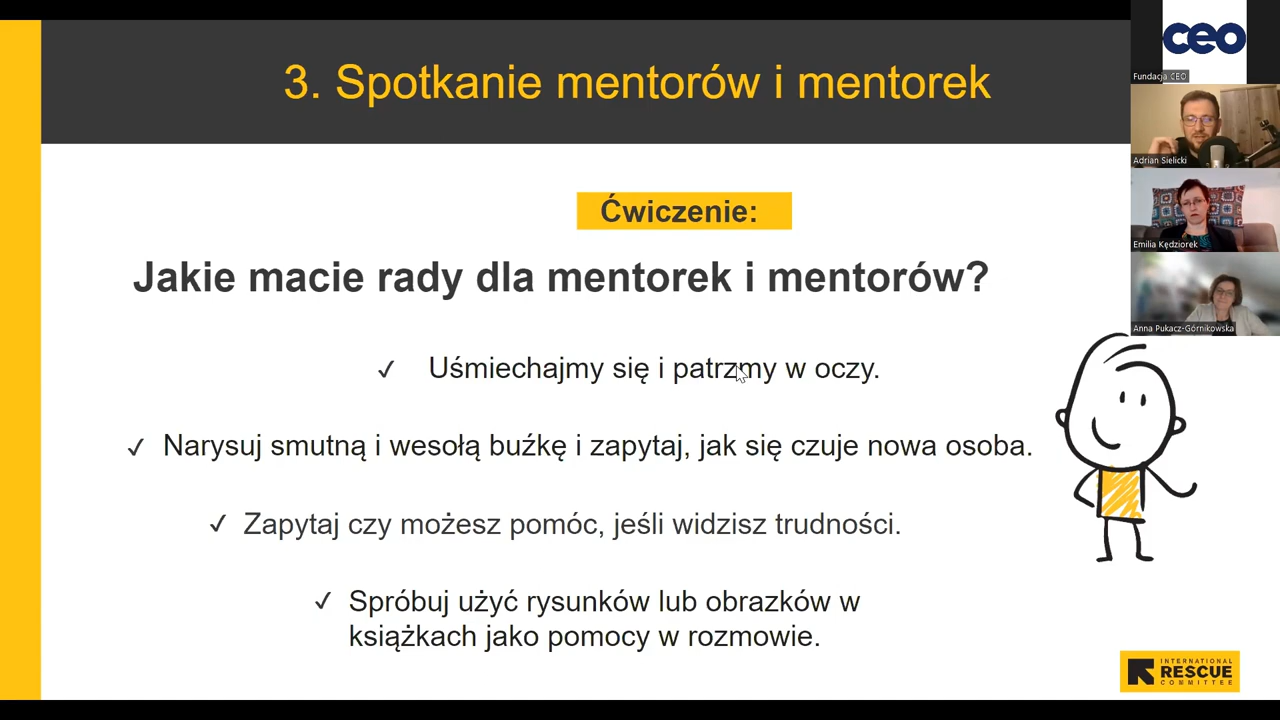 3. Spotkanie mentorów i mentorek
Ćwiczenie:
Jakie macie rady dla mentorek i mentorów?
✓ Uśmiechajmy się i patrzmy w oczy.
✓ Narysuj smutną i wesołą buźkę i zapytaj, jak się czuje nowa osoba.
✓ Zapytaj czy możesz pomóc, jeśli widzisz trudności.
✓ Spróbuj użyć rysunków lub obrazków w
książkach jako pomocy w rozmowie.
ceo
Fundacja CEO
Adrian Sielicki
Emilia Kędziorek
Anna Pukacz-Górnikowska
INTERNATIONAL
RESCUE
COMMITTEE